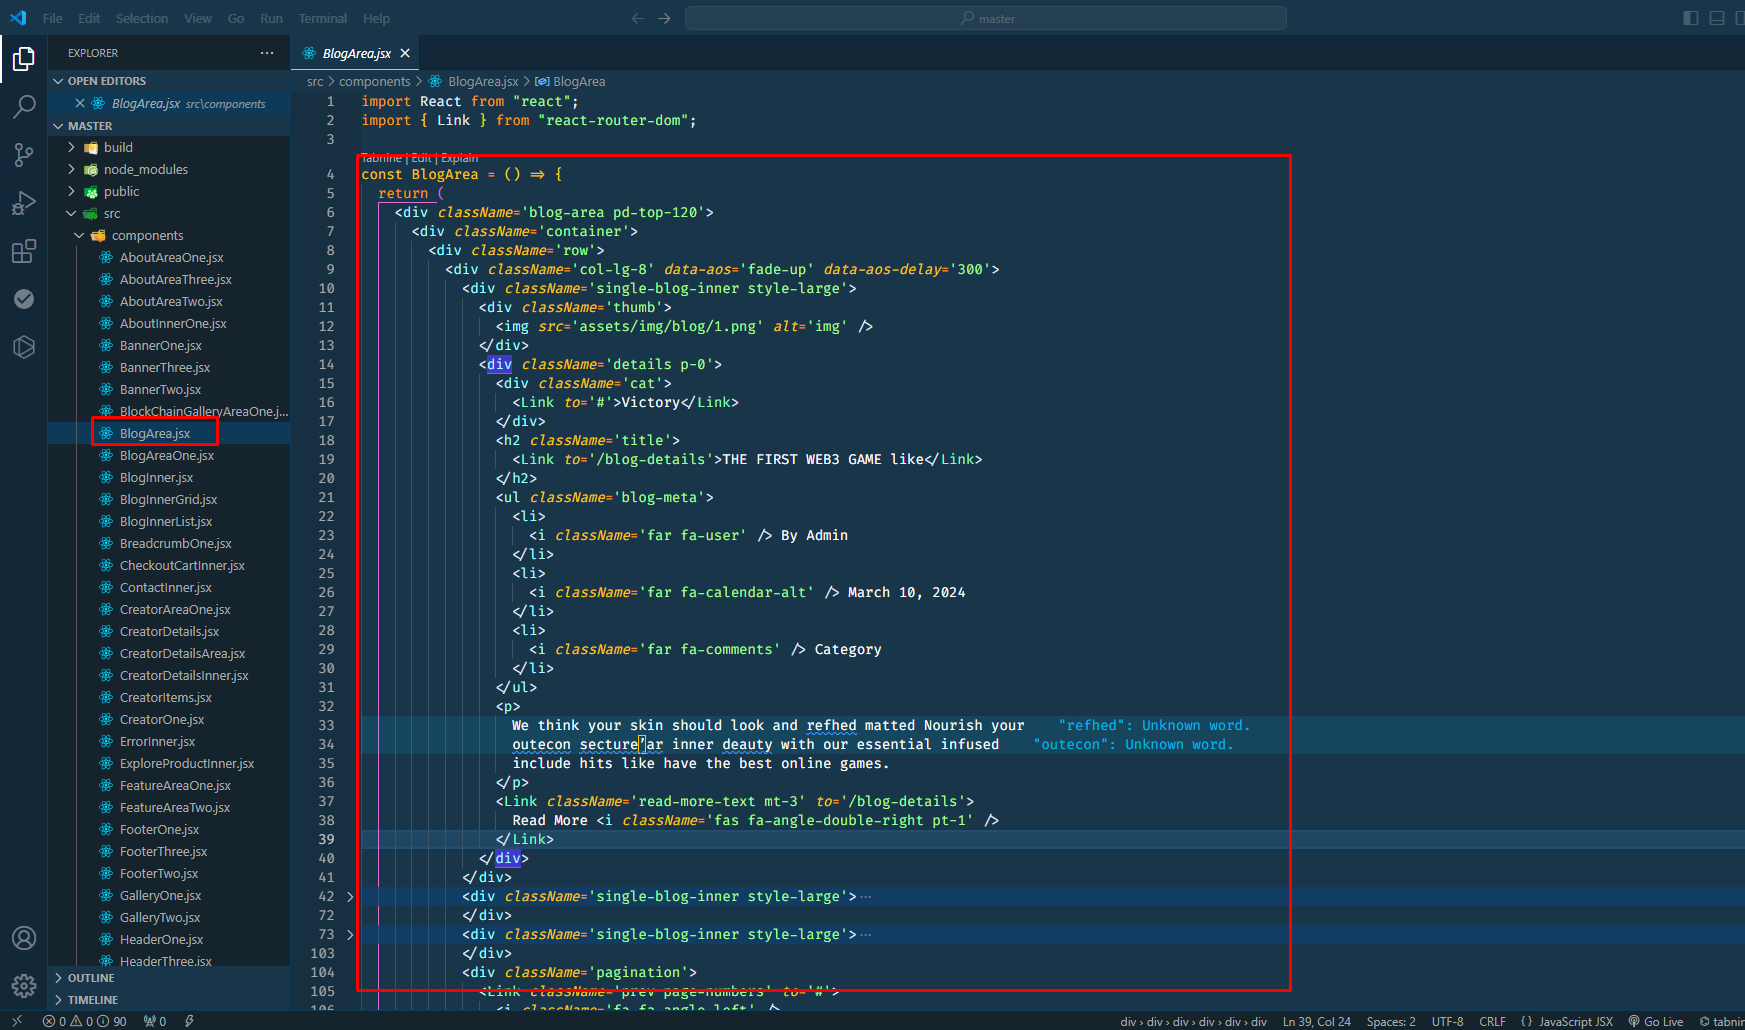 File Edit Selection View Go Run Terminal Help
master
EXPLORER
OPEN EDITORS
BlogArea.jsx src\components
MASTER
build
node_modules
public
src
components
AboutAreaOne.jsx
AboutAreaThree.jsx
AboutAreaTwo.jsx
AboutInnerOne.jsx
BannerOne.jsx
BannerThree.jsx
BannerTwo.jsx
BlockChainGalleryAreaOne.j...
BlogArea.jsx
BlogAreaOne.jsx
BlogInner.jsx
BlogInnerGrid.jsx
BlogInnerList.jsx
BreadcrumbOne.jsx
CheckoutCartInner.jsx
ContactInner.jsx
CreatorAreaOne.jsx
CreatorDetails.jsx
CreatorDetailsArea.jsx
CreatorDetailsInner.jsx
CreatorItems.jsx
CreatorOne.jsx
ErrorInner.jsx
ExploreProductInner.jsx
FeatureAreaOne.jsx
FeatureAreaTwo.jsx
FooterOne.jsx
FooterThree.jsx
FooterTwo.jsx
GalleryOne.jsx
GalleryTwo.jsx
HeaderOne.jsx
HeaderThree.jsx
OUTLINE
TIMELINE
BlogArea.jsx
src > components > BlogArea.jsx > BlogArea
1 import React from "react";
2 import { Link } from "react-router-dom";
3
Tabnine | Edit | Explain
4 const BlogArea = () => {
5 return (
6 <div className='blog-area pd-top-120'>
7 <div className='container'>
8 <div className='row'>
9 <div className='col-lg-8' data-aos='fade-up' data-aos-delay='300'>
10 <div className='single-blog-inner style-large'>
11 <div className='thumb'>
12 <img src='assets/img/blog/1.png' alt='img' />
13 </div>
14 <div className='details p-0'>
15 <div className='cat'>
16 <Link to='#'>Victory</Link>
17 </div>
18 <h2 className='title'>
19 <Link to='/blog-details'>THE FIRST WEB3 GAME like</Link>
20 </h2>
21 <ul className='blog-meta'>
22 <li>
23 <i className='far fa-user' /> By Admin
24 </li>
25 <li>
26 <i className='far fa-calendar-alt' /> March 10, 2024
27 </li>
28 <li>
29 <i className='far fa-comments' /> Category
30 </li>
31 </ul>
32 <p>
33 We think your skin should look and refhed matted Nourish your "refhed": Unknown word.
34 outecon secture’ar inner deauty with our essential infused "outecon": Unknown word.
35 include hits like have the best online games.
36 </p>
37 <Link className='read-more-text mt-3' to='/blog-details'>
38 Read More <i className='fas fa-angle-double-right pt-1' />
39 </Link>
40 </div>
41 </div>
42 <div className='single-blog-inner style-large'>⋯
72 </div>
73 <div className='single-blog-inner style-large'>⋯
103 </div>
104 <div className='pagination'>
105 <Link className='prev page-numbers' to='#'>
106 <i className='fa fa-angle-left' />
0 0 90 0
div > div > div > div > div > div Ln 39, Col 24 Spaces: 2 UTF-8 CRLF {} JavaScript JSX Go Live tabnin